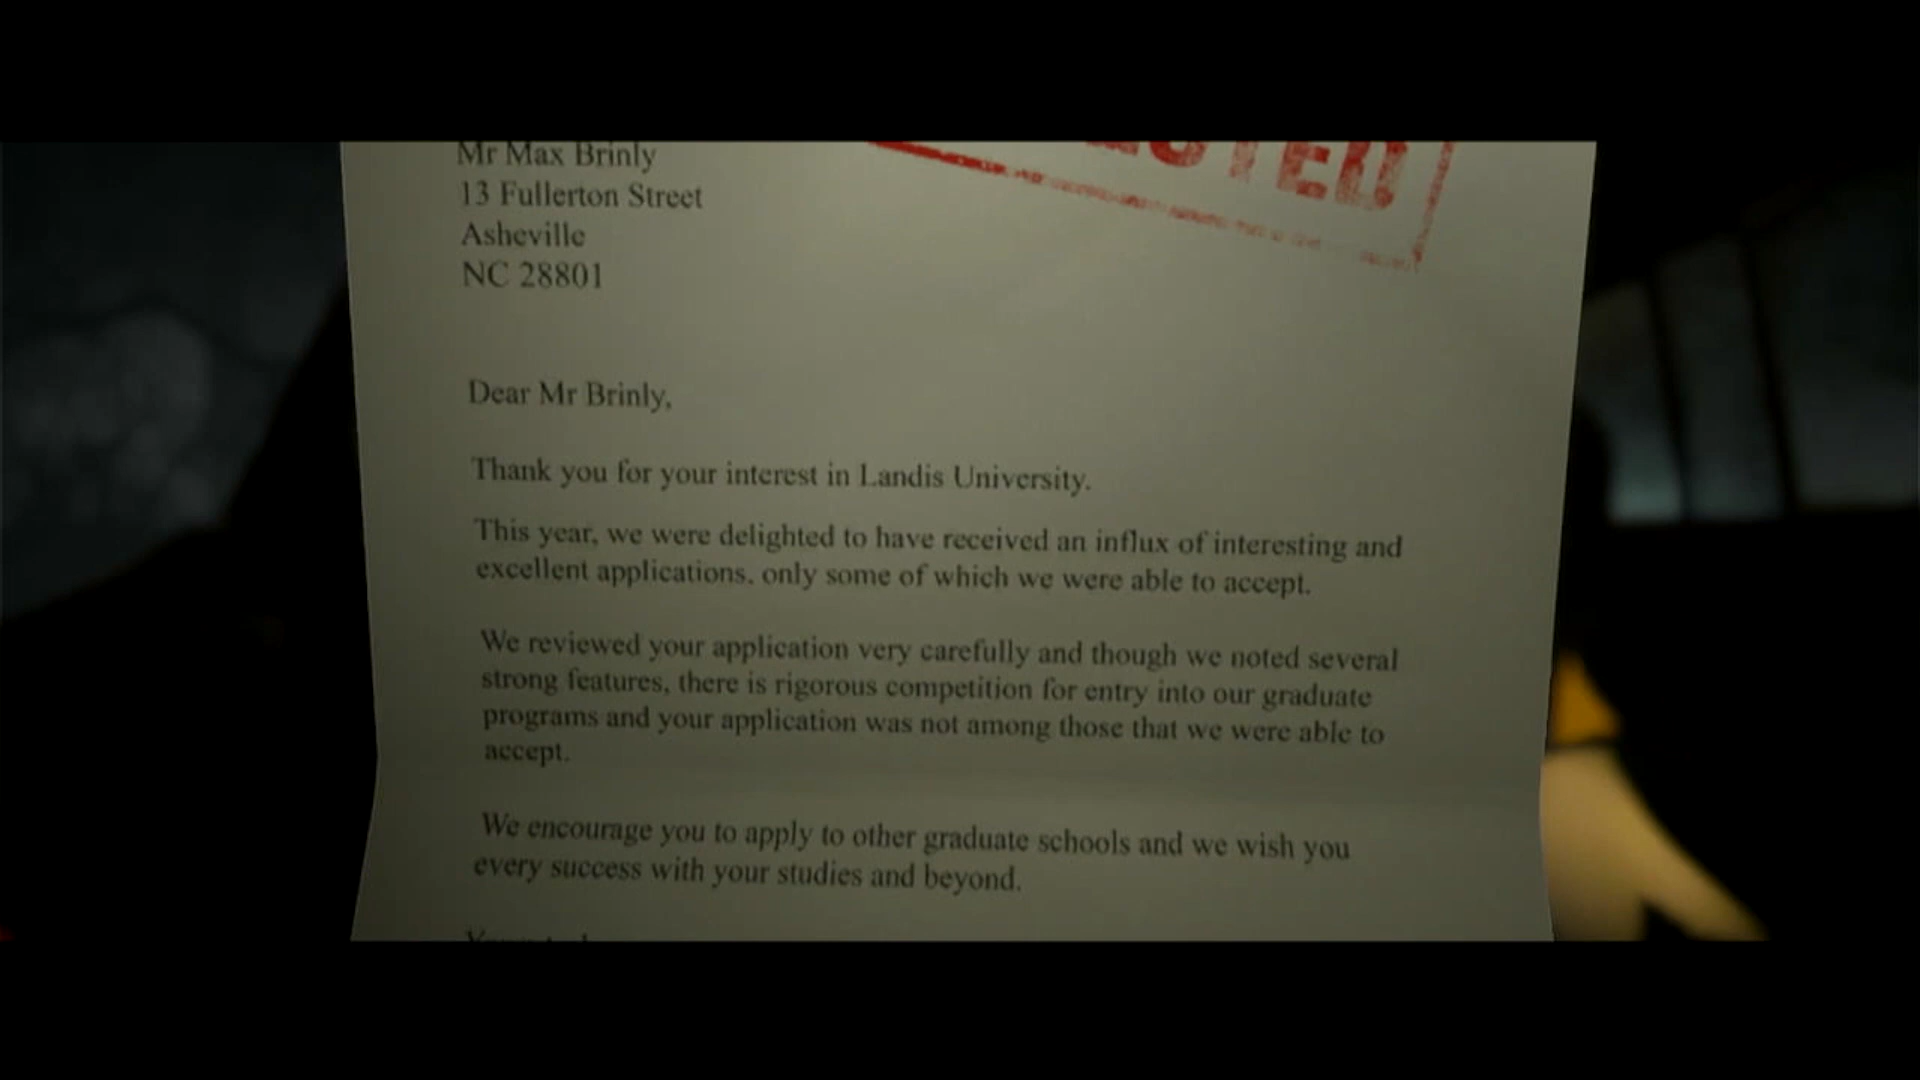 Mr Max Brinly
13 Fullerton Street
Asheville
NC 28801
Dear Mr Brinly,
Thank you for your interest in Landis University.
This year, we were delighted to have received an influx of interesting and
excellent applications, only some of which we were able to accept.
We reviewed your application very carefully and though we noted several
strong features, there is rigorous competition for entry into our graduate
programs and your application was not among those that we were able to
accept.
We encourage you to apply to other graduate schools and we wish you
every success with your studies and beyond.